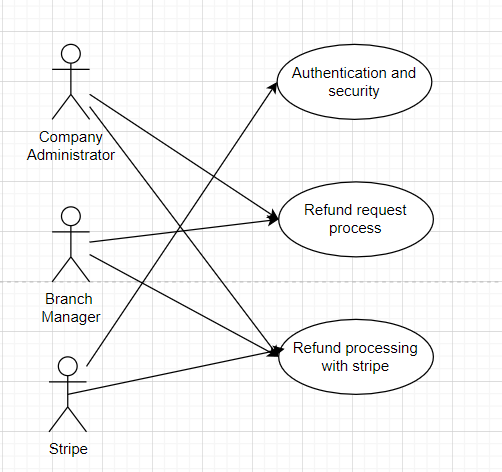 Authentication and
security
Company
Administrator
Refund request
process
Branch
Manager
Refund processing
with stripe
Stripe